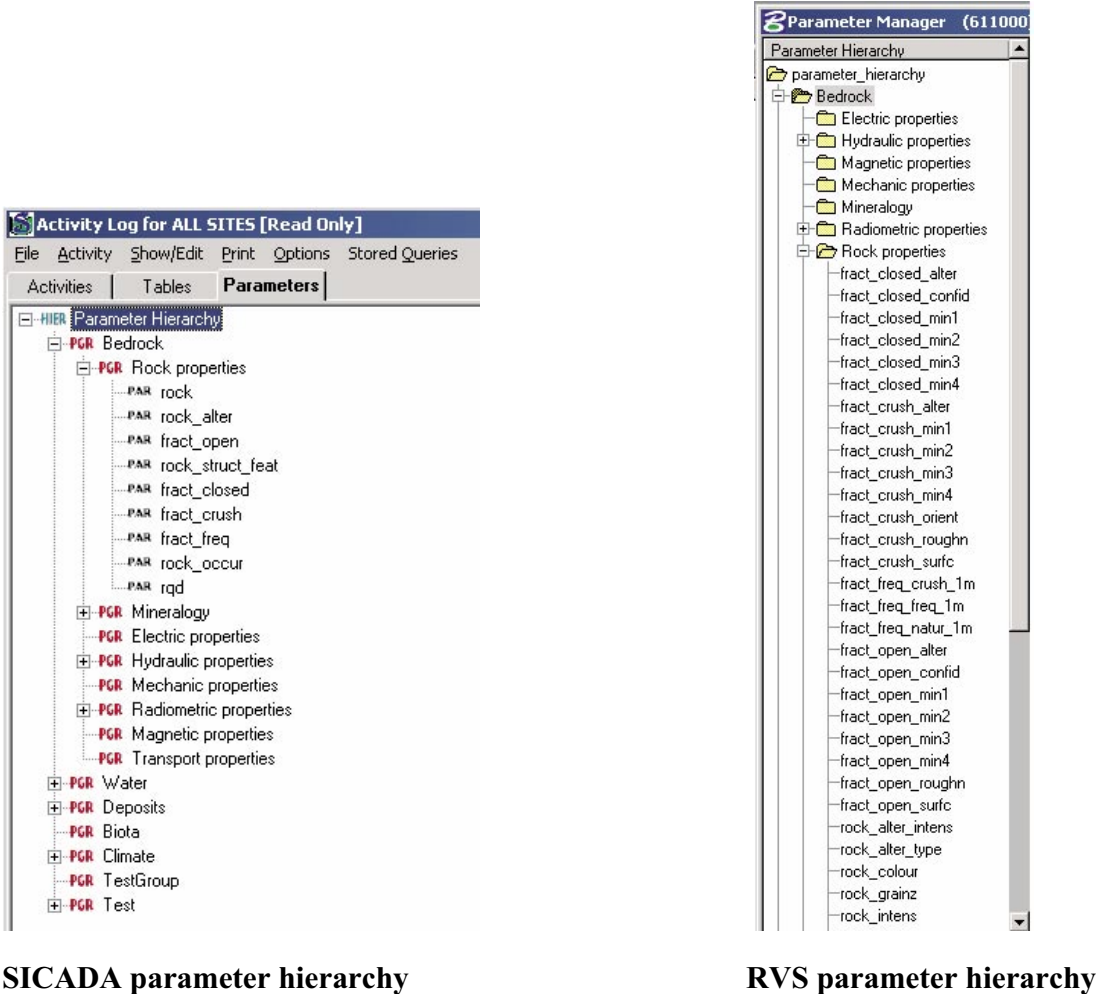 Activity Log for ALL SITES [Read Only]
File Activity Show/Edit Print Options Stored Queries
Activities Tables Parameters
HIER Parameter Hierarchy
PGR Bedrock
PGR Rock properties
PAR rock
PAR rock_alter
PAR fract_open
PAR rock_struct_feat
PAR fract_closed
PAR fract_crush
PAR fract_freq
PAR rock_occur
PAR rqd
PGR Mineralogy
PGR Electric properties
PGR Hydraulic properties
PGR Mechanic properties
PGR Radiometric properties
PGR Magnetic properties
PGR Transport properties
PGR Water
PGR Deposits
PGR Biota
PGR Climate
PGR TestGroup
PGR Test
SICADA parameter hierarchy
Parameter Manager (611000)
Parameter Hierarchy
parameter_hierarchy
Bedrock
Electric properties
Hydraulic properties
Magnetic properties
Mechanic properties
Mineralogy
Radiometric properties
Rock properties
fract_closed_alter
fract_closed_confid
fract_closed_min1
fract_closed_min2
fract_closed_min3
fract_closed_min4
fract_crush_alter
fract_crush_min1
fract_crush_min2
fract_crush_min3
fract_crush_min4
fract_crush_orient
fract_crush_roughn
fract_crush_surfc
fract_freq_crush_1m
fract_freq_freq_1m
fract_freq_natur_1m
fract_open_alter
fract_open_confid
fract_open_min1
fract_open_min2
fract_open_min3
fract_open_min4
fract_open_roughn
fract_open_surfc
rock_alter_intens
rock_alter_type
rock_colour
rock_grainz
rock_intens
RVS parameter hierarchy